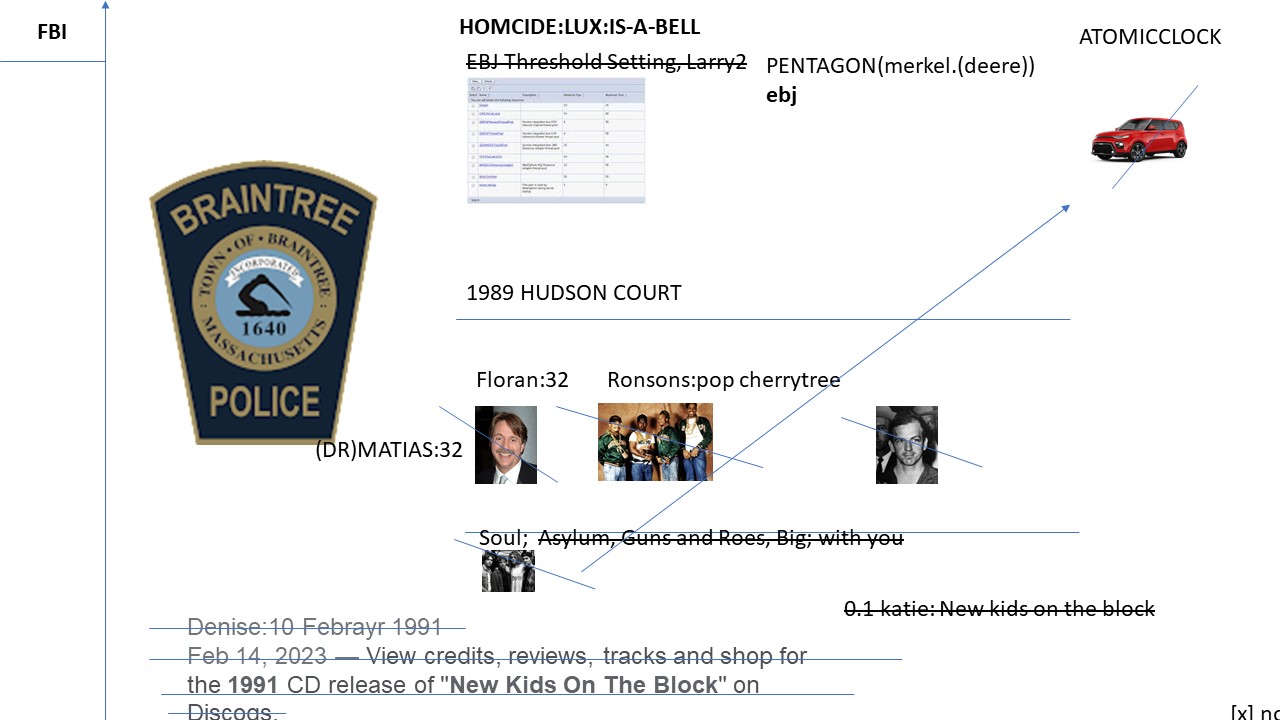 FBI
HOMCIDE:LUX:IS-A-BELL
ATOMICCLOCK
EBJ Threshold Setting, Larry2
PENTAGON(merkel.(deere))
ebj
BRAINTREE
TOWN · OF · BRAINTREE
INCORPORATED
1640
MASSACHUSETTS
POLICE
1989 HUDSON COURT
Floran:32
Ronsons:pop cherrytree
(DR)MATIAS:32
Soul; Asylum, Guns and Roes, Big; with you
0.1 katie: New kids on the block
Denise:10 Febrayr 1991
Feb 14, 2023 — View credits, reviews, tracks and shop for
the 1991 CD release of "New Kids On The Block" on
Discogs.
[x] no